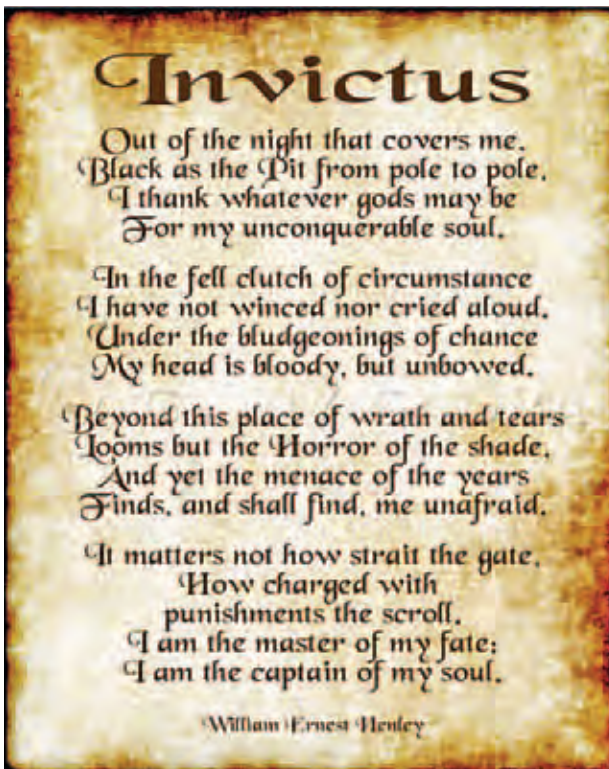 Invictus
Out of the night that covers me,
Black as the Pit from pole to pole,
I thank whatever gods may be
For my unconquerable soul.
In the fell clutch of circumstance
I have not winced nor cried aloud.
Under the bludgeonings of chance
My head is bloody, but unbowed.
Beyond this place of wrath and tears
Looms but the Horror of the shade,
And yet the menace of the years
Finds, and shall find, me unafraid.
It matters not how strait the gate,
How charged with
punishments the scroll,
I am the master of my fate:
I am the captain of my soul.
William Ernest Henley